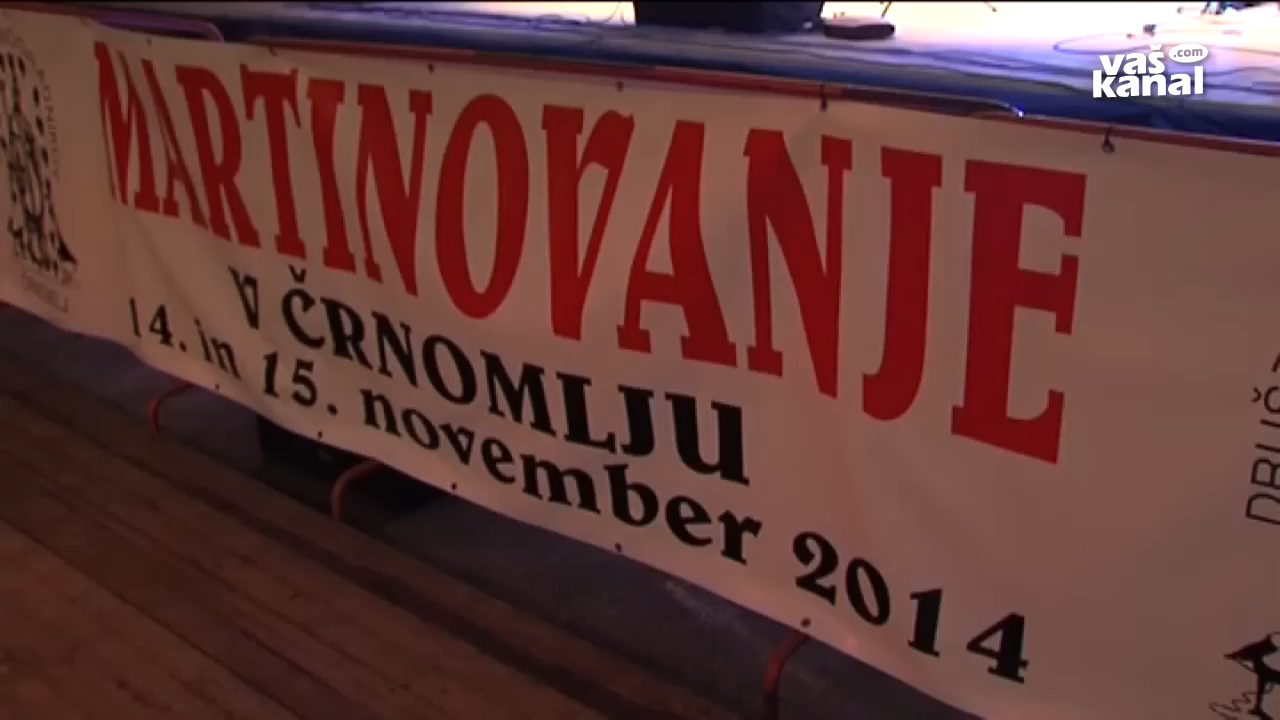 vaš
kanal
.com
MARTINOVANJE
V ČRNOMLJU
14. in 15. november 2014